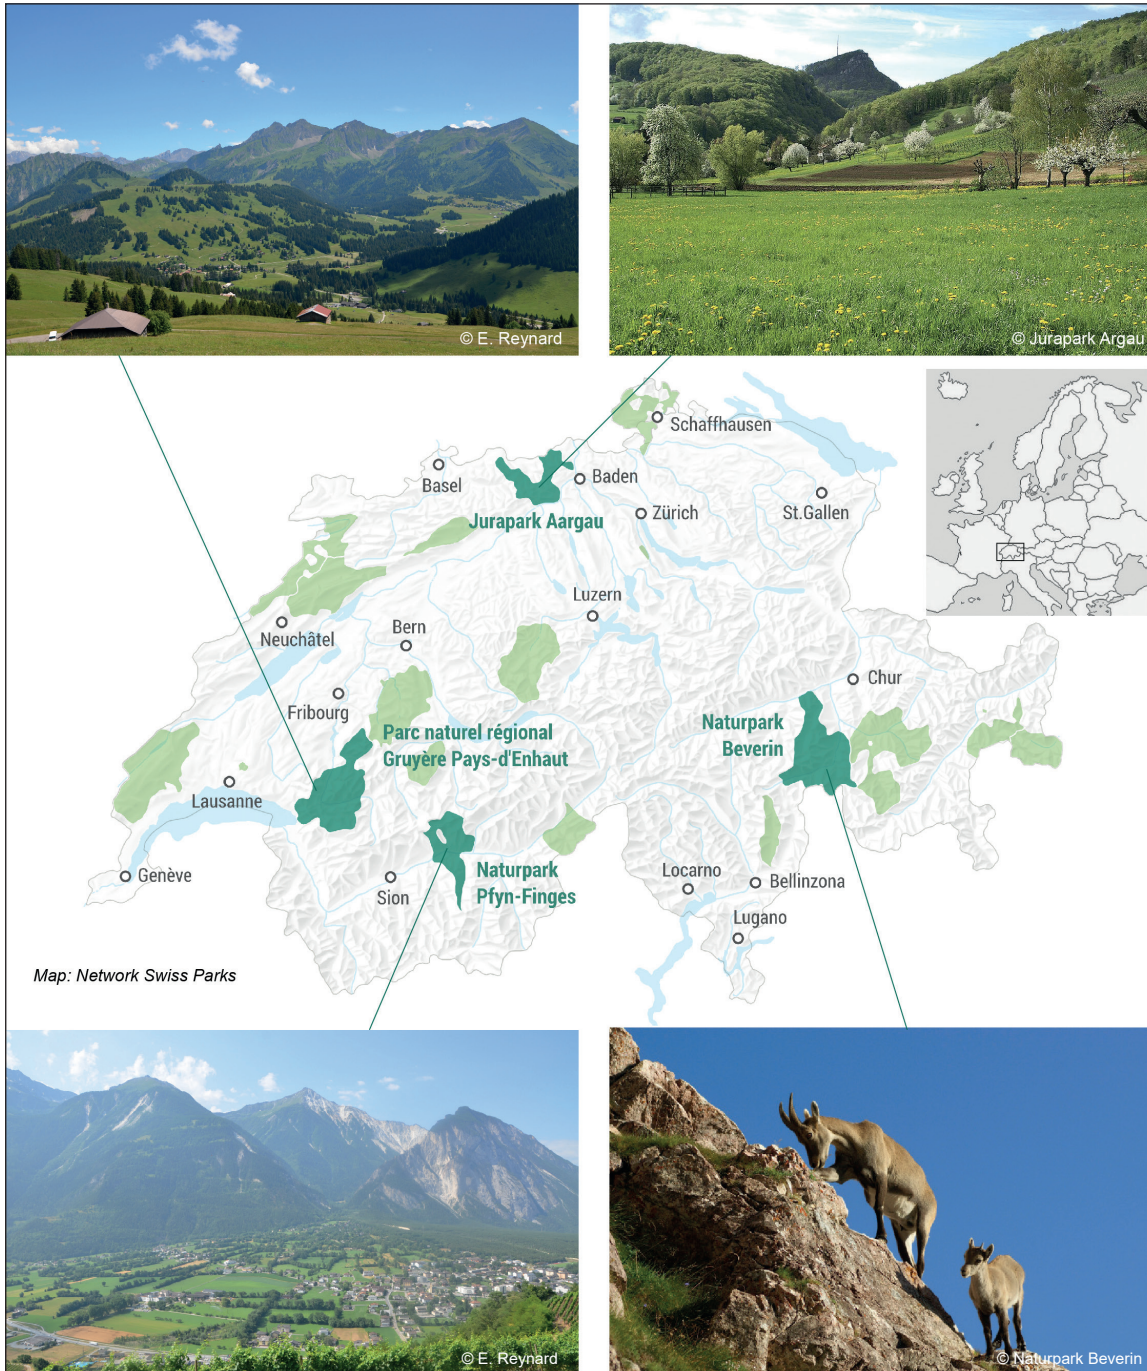 © E. Reynard
© Jurapark Argau
Schaffhausen
Basel
Baden
St.Gallen
Zürich
Jurapark Aargau
Luzern
Neuchâtel
Bern
Chur
Fribourg
Parc naturel régional
Gruyère Pays-d'Enhaut
Naturpark
Beverin
Lausanne
Genève
Sion
Naturpark
Pfyn-Finges
Locarno
Bellinzona
Lugano
Map: Network Swiss Parks
© E. Reynard
© Naturpark Beverin